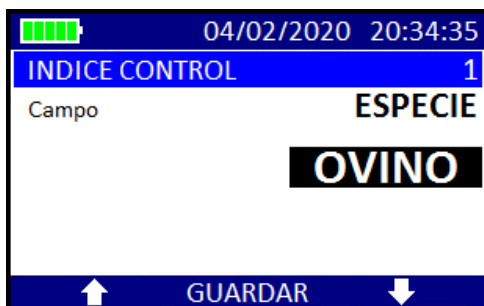 04/02/2020 20:34:35
INDICE CONTROL 1
Campo ESPECIE
OVINO
GUARDAR